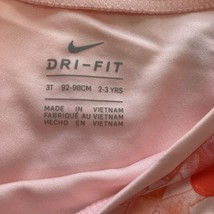 DRI-FIT
3T 92-98CM 2-3 YRS
MADE IN VIETNAM
FABRIQUÉ AU VIETNAM
HECHO EN VIETNAM